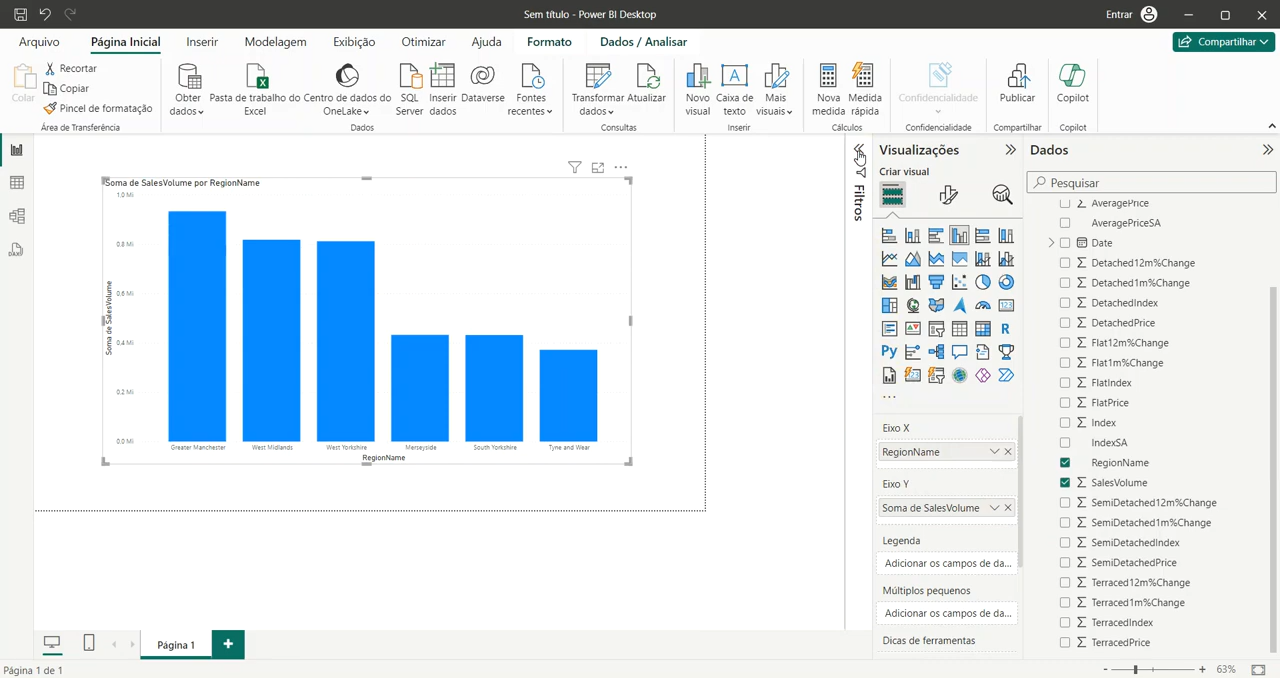 Sem título - Power BI Desktop
Entrar
Arquivo
Página Inicial
Inserir
Modelagem
Exibição
Otimizar
Ajuda
Formato
Dados / Analisar
Compartilhar
Colar
Recortar
Copiar
Pincel de formatação
Área de Transferência
Obter dados
Pasta de trabalho do Excel
Centro de dados do OneLake
SQL Server
Inserir dados
Dataverse
Fontes recentes
Dados
Transformar dados
Atualizar
Consultas
Novo visual
Caixa de texto
Mais visuais
Inserir
Nova medida
Medida rápida
Cálculos
Confidencialidade
Confidencialidade
Publicar
Compartilhar
Copilot
Copilot
Soma de SalesVolume por RegionName
1,0 Mi
0,8 Mi
0,6 Mi
0,4 Mi
0,2 Mi
0,0 Mi
Soma de SalesVolume
Greater Manchester
West Midlands
West Yorkshire
Merseyside
South Yorkshire
Tyne and Wear
RegionName
Filtros
Visualizações
Criar visual
123
R
Py
123
Eixo X
RegionName
Eixo Y
Soma de SalesVolume
Legenda
Adicionar os campos de da...
Múltiplos pequenos
Adicionar os campos de da...
Dicas de ferramentas
Dados
Pesquisar
AveragePrice
AveragePriceSA
Date
Detached12m%Change
Detached1m%Change
DetachedIndex
DetachedPrice
Flat12m%Change
Flat1m%Change
FlatIndex
FlatPrice
Index
IndexSA
RegionName
SalesVolume
SemiDetached12m%Change
SemiDetached1m%Change
SemiDetachedIndex
SemiDetachedPrice
Terraced12m%Change
Terraced1m%Change
TerracedIndex
TerracedPrice
Página 1
Página 1 de 1
63%